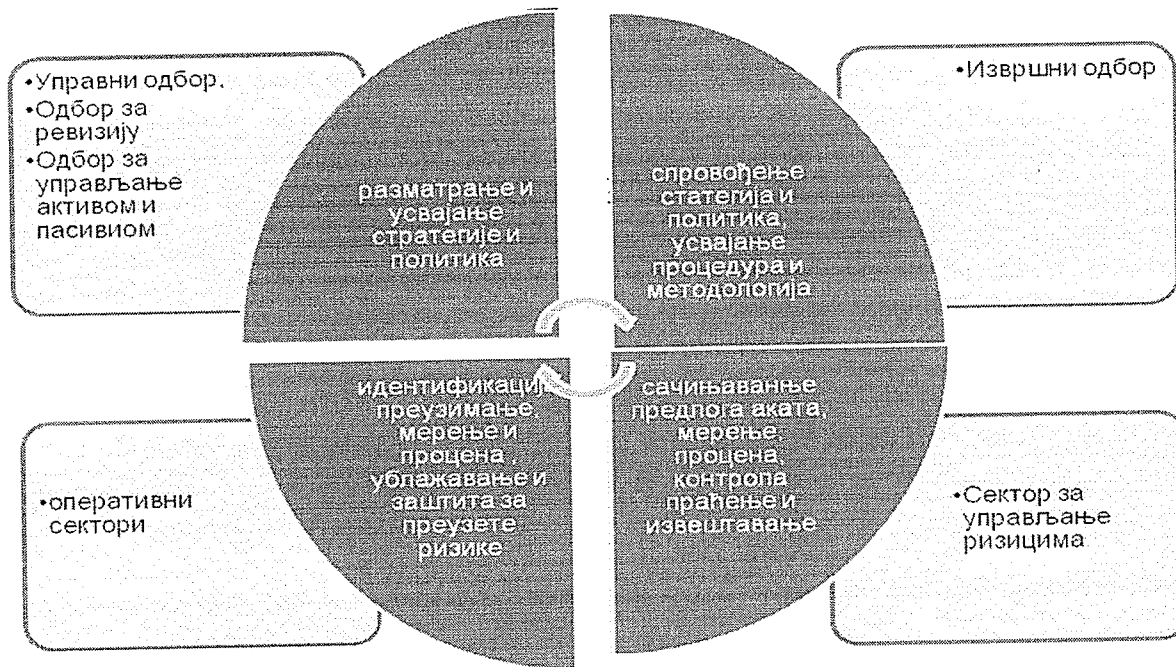 •Управни одбор.
•Одбор за
ревизију
•Одбор за
управљање
активом и
пасивиом
разматрање и
усвајање
стратегије и
политика
•Извршни одбор
спровођење
статегија и
политика,
усвајање
процедура и
методологија
•оперативни
сектори
идентификација
преузимање,
мерење и
процена ,
ублажавање и
заштита за
преузете
ризике
сачињавање
предлога аката,
мерење,
процена,
контрола
праћење и
извештавање
•Сектор за
управљање
ризицима